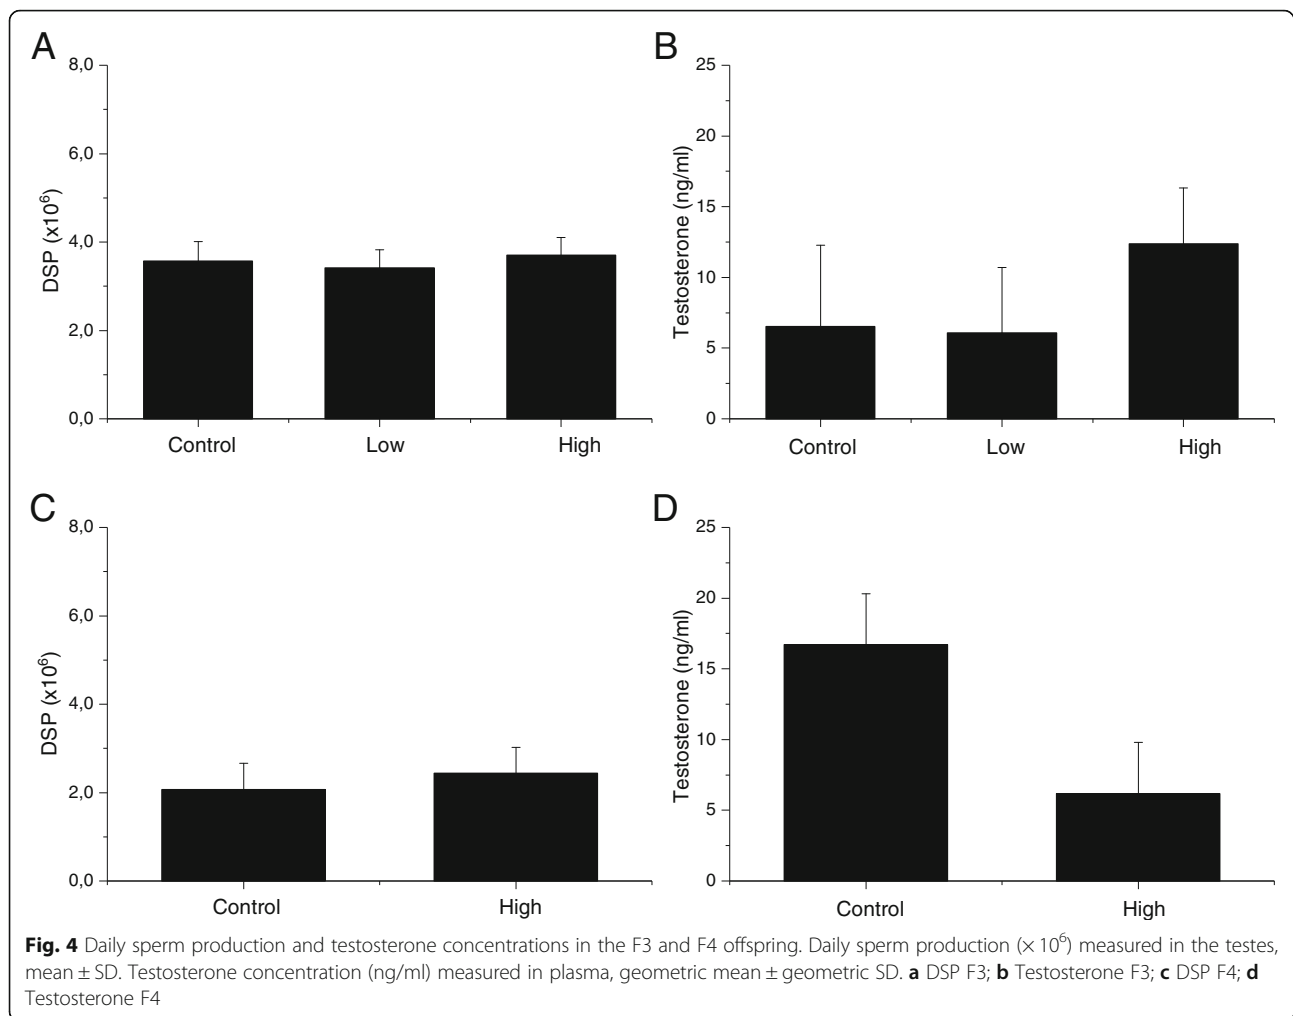 A
8,0
6,0
4,0
2,0
0,0
DSP (x10⁶)
Control Low High
B
25
20
15
10
5
0
Testosterone (ng/ml)
Control Low High
C
8,0
6,0
4,0
2,0
0,0
DSP (x10⁶)
Control High
D
25
20
15
10
5
0
Testosterone (ng/ml)
Control High
Fig. 4 Daily sperm production and testosterone concentrations in the F3 and F4 offspring. Daily sperm production (× 10⁶) measured in the testes,
mean ± SD. Testosterone concentration (ng/ml) measured in plasma, geometric mean ± geometric SD. a DSP F3; b Testosterone F3; c DSP F4; d
Testosterone F4